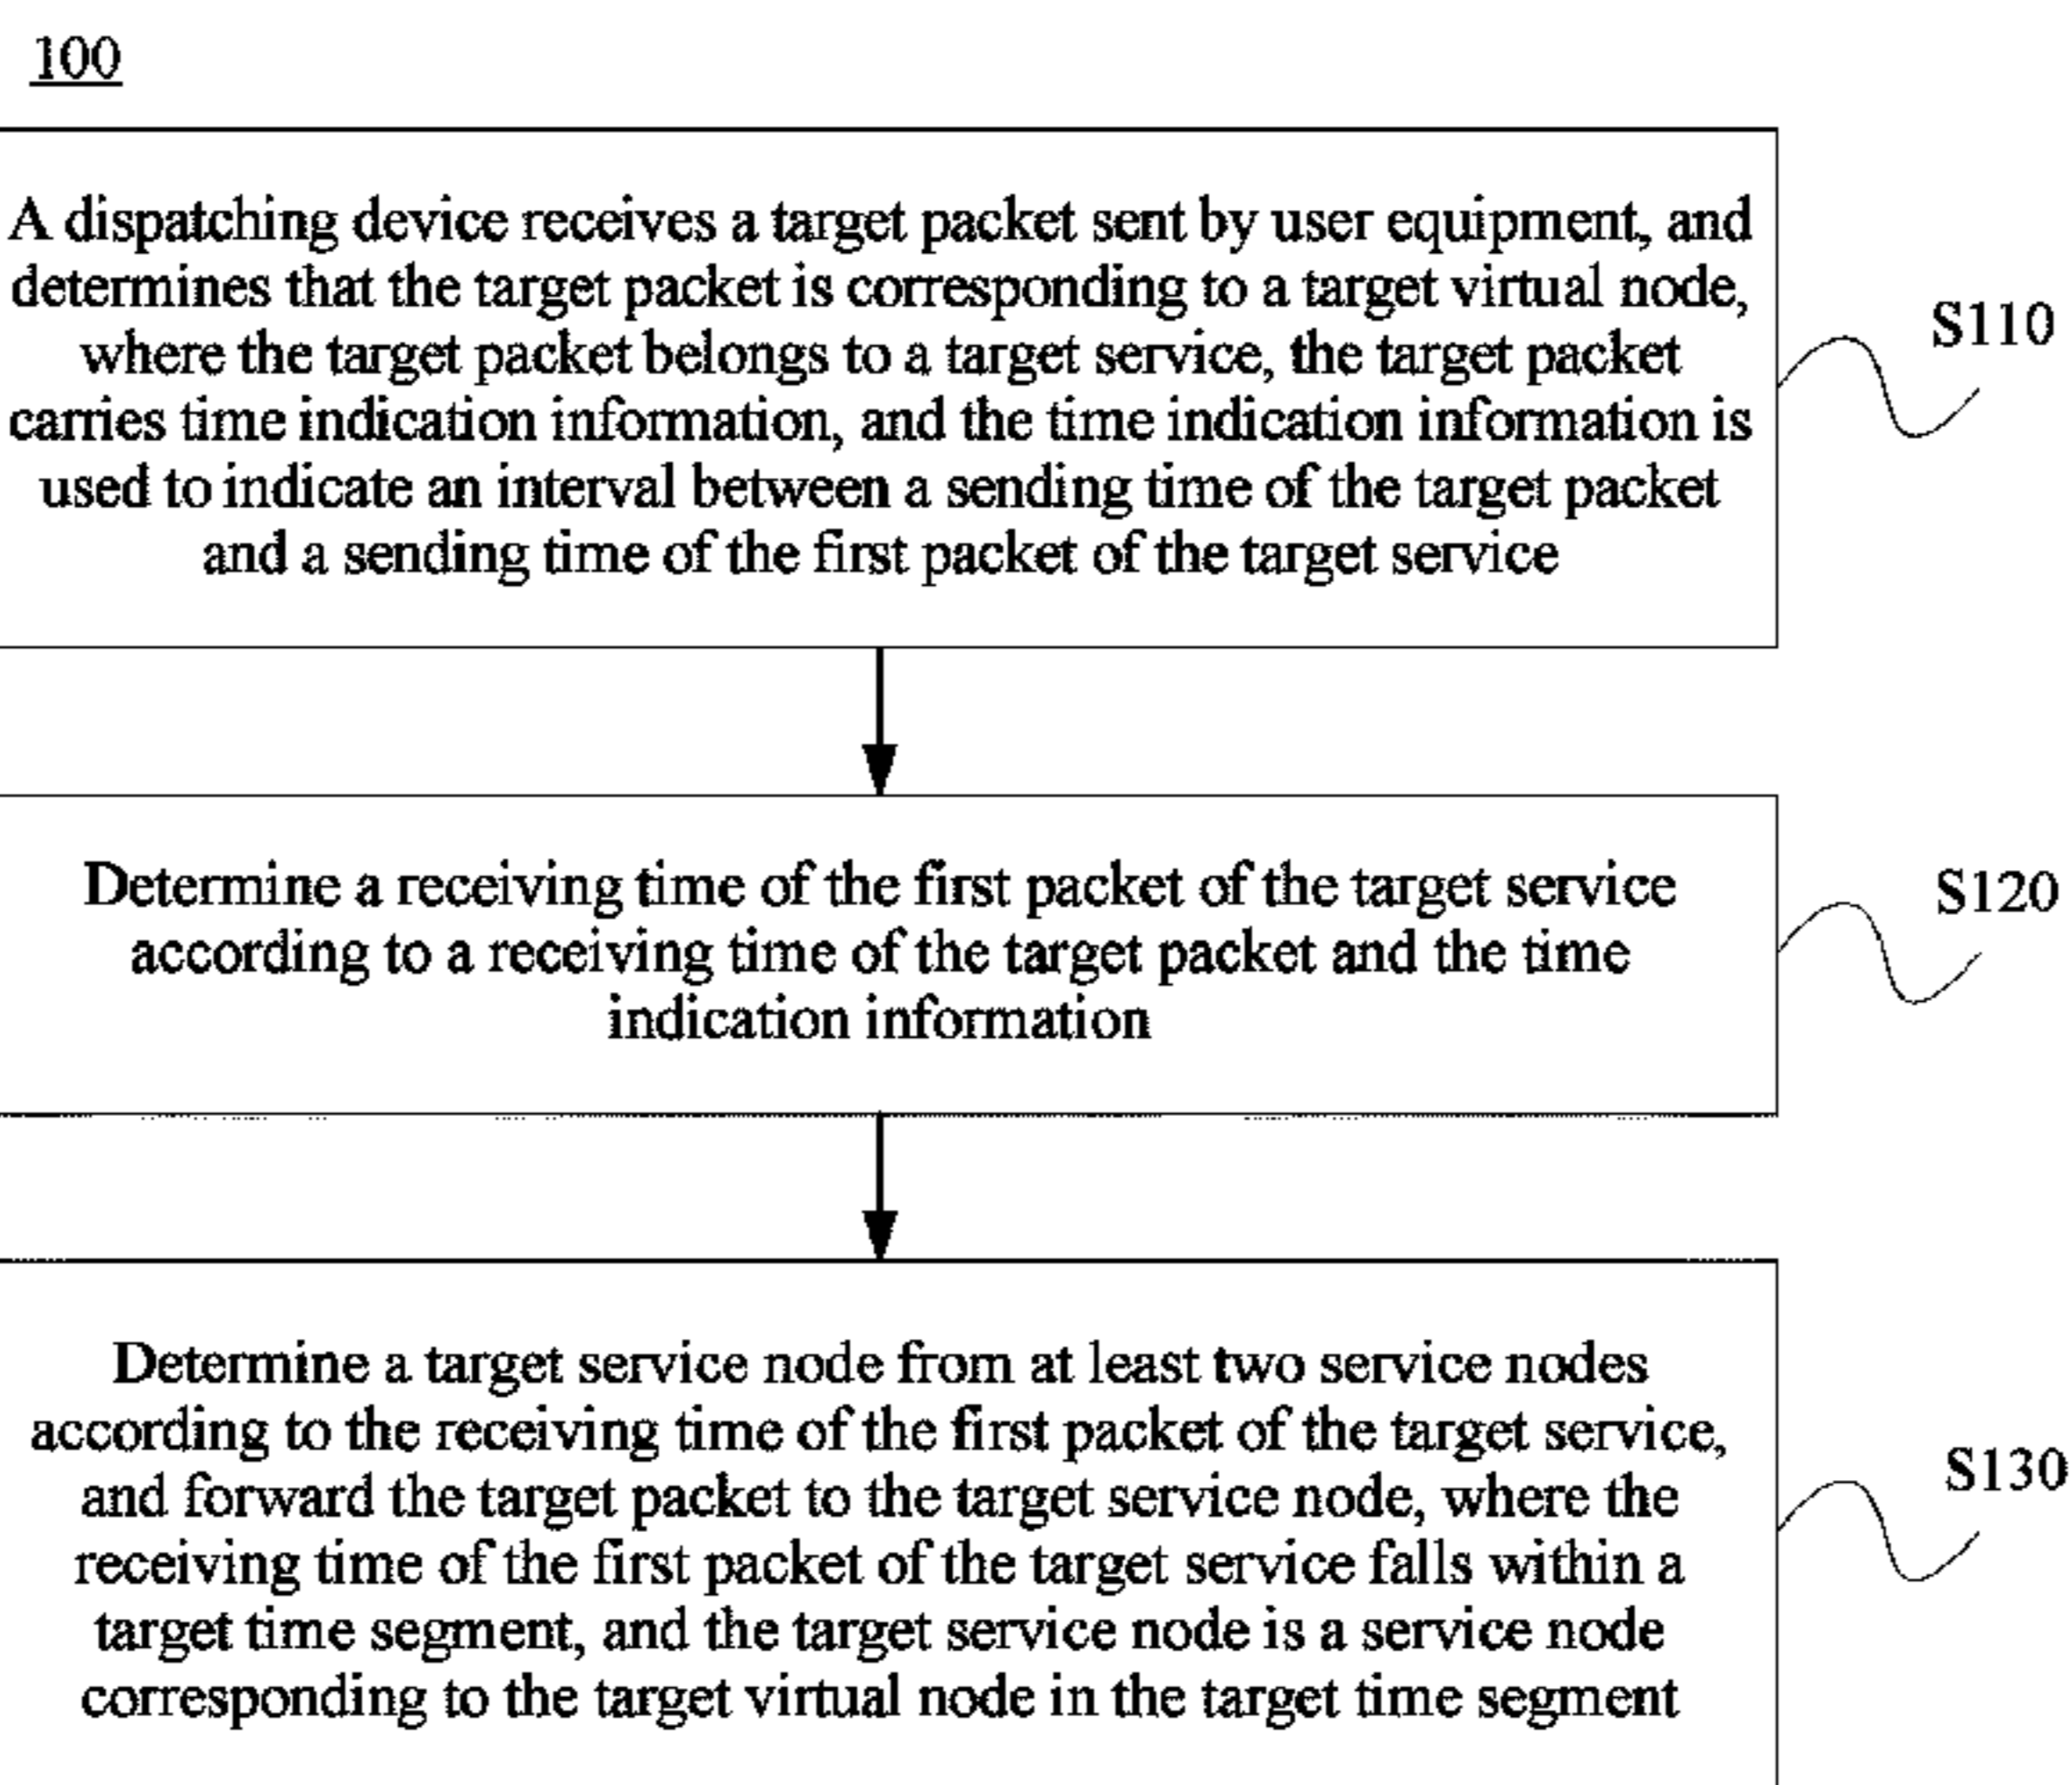 100
A dispatching device receives a target packet sent by user equipment, and
determines that the target packet is corresponding to a target virtual node,
where the target packet belongs to a target service, the target packet
carries time indication information, and the time indication information is
used to indicate an interval between a sending time of the target packet
and a sending time of the first packet of the target service
S110
Determine a receiving time of the first packet of the target service
according to a receiving time of the target packet and the time
indication information
S120
Determine a target service node from at least two service nodes
according to the receiving time of the first packet of the target service,
and forward the target packet to the target service node, where the
receiving time of the first packet of the target service falls within a
target time segment, and the target service node is a service node
corresponding to the target virtual node in the target time segment
S130